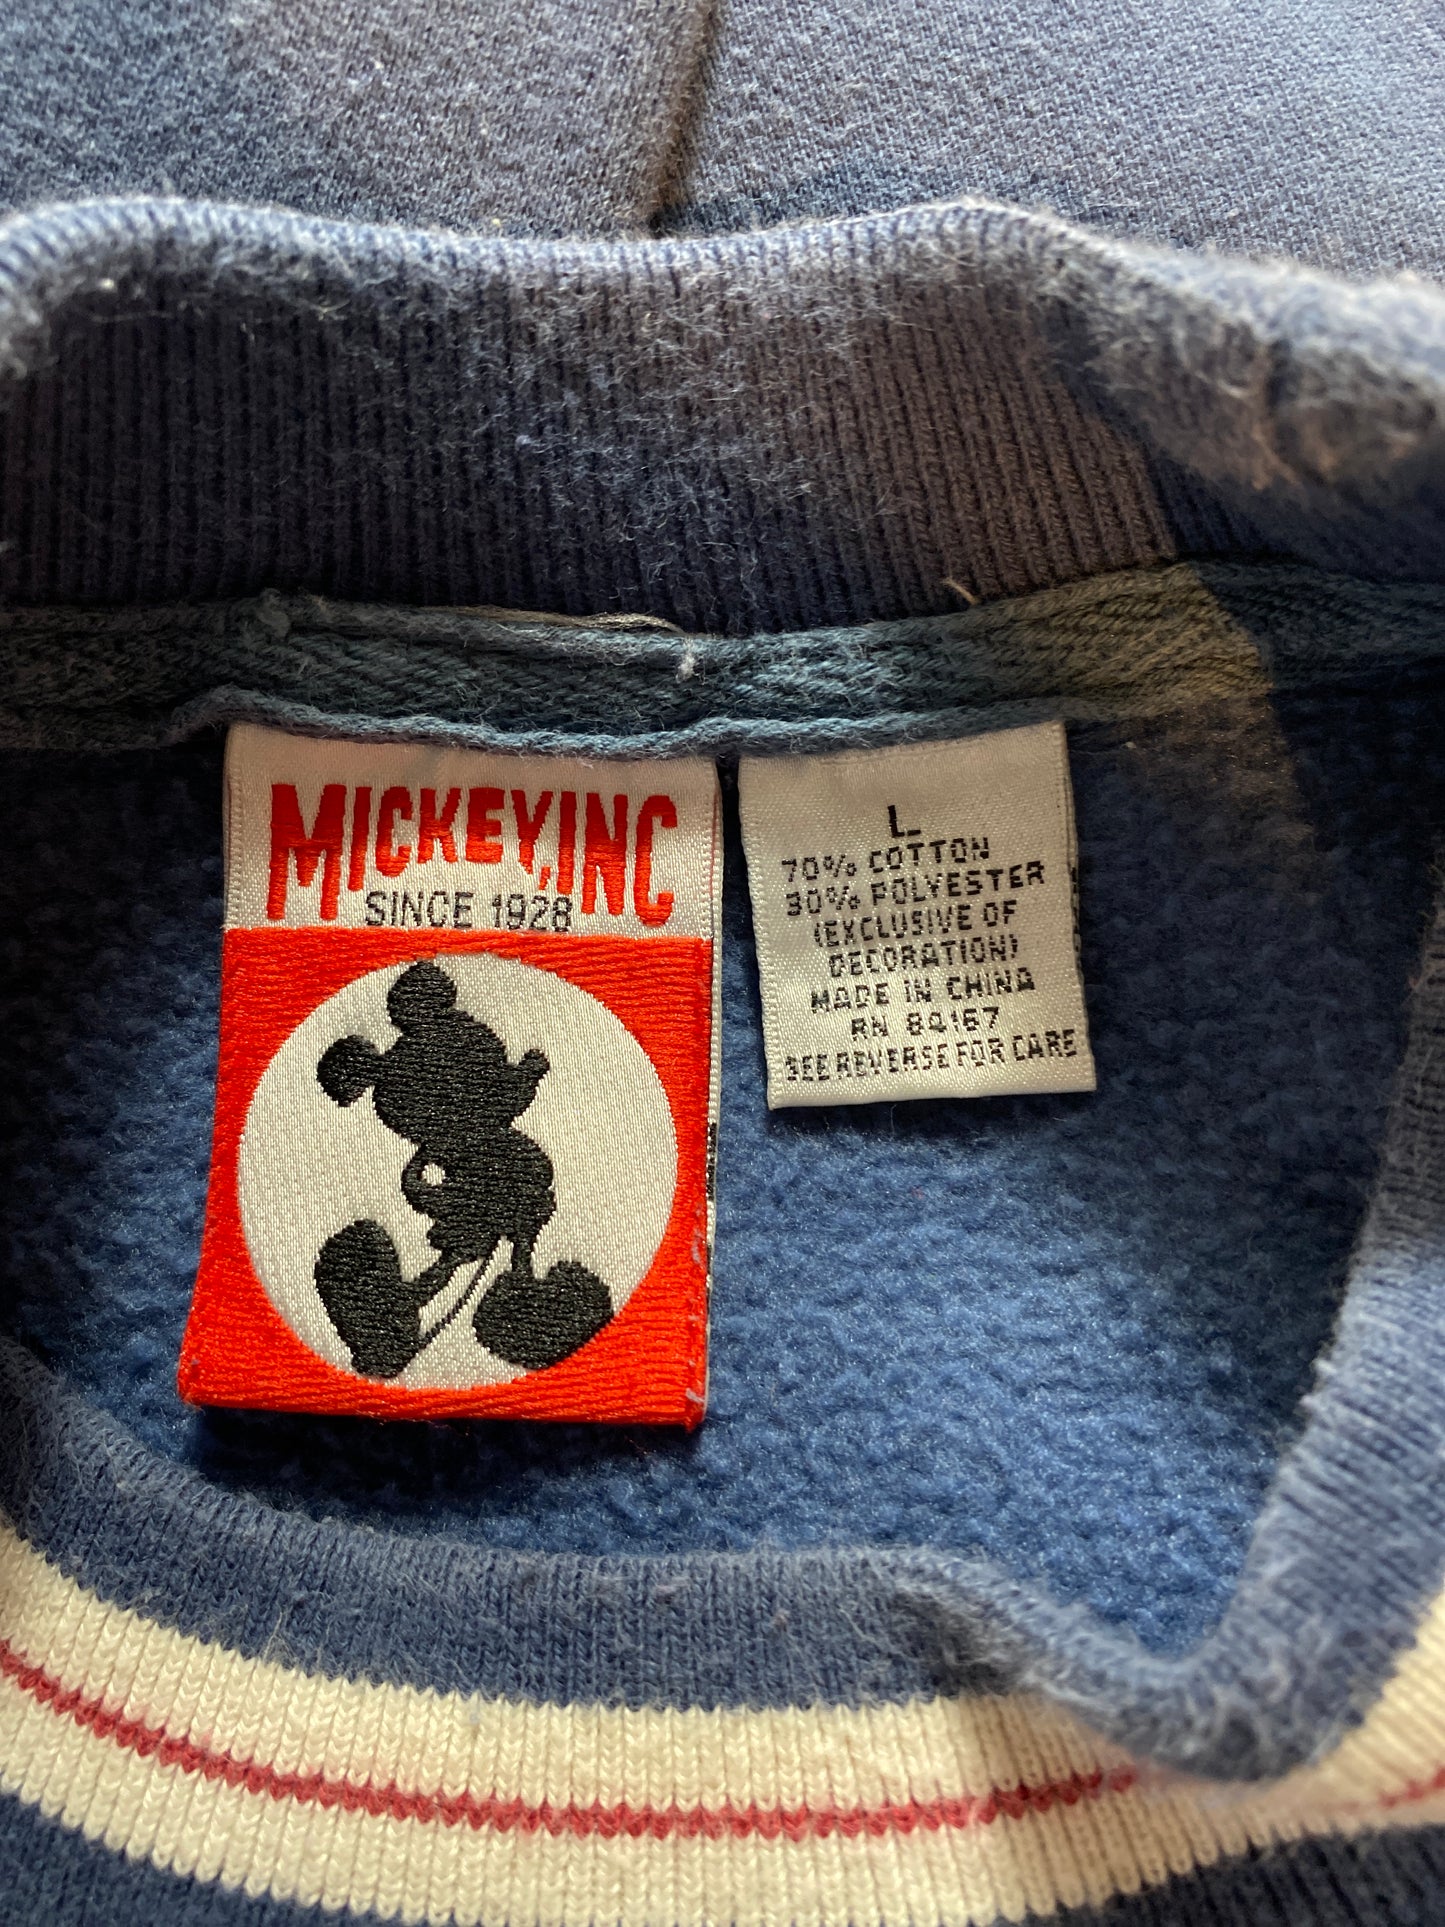 MICKEY, INC
SINCE 1928
L
70% COTTON
30% POLYESTER
(EXCLUSIVE OF
DECORATION)
MADE IN CHINA
RN 84167
SEE REVERSE FOR CARE